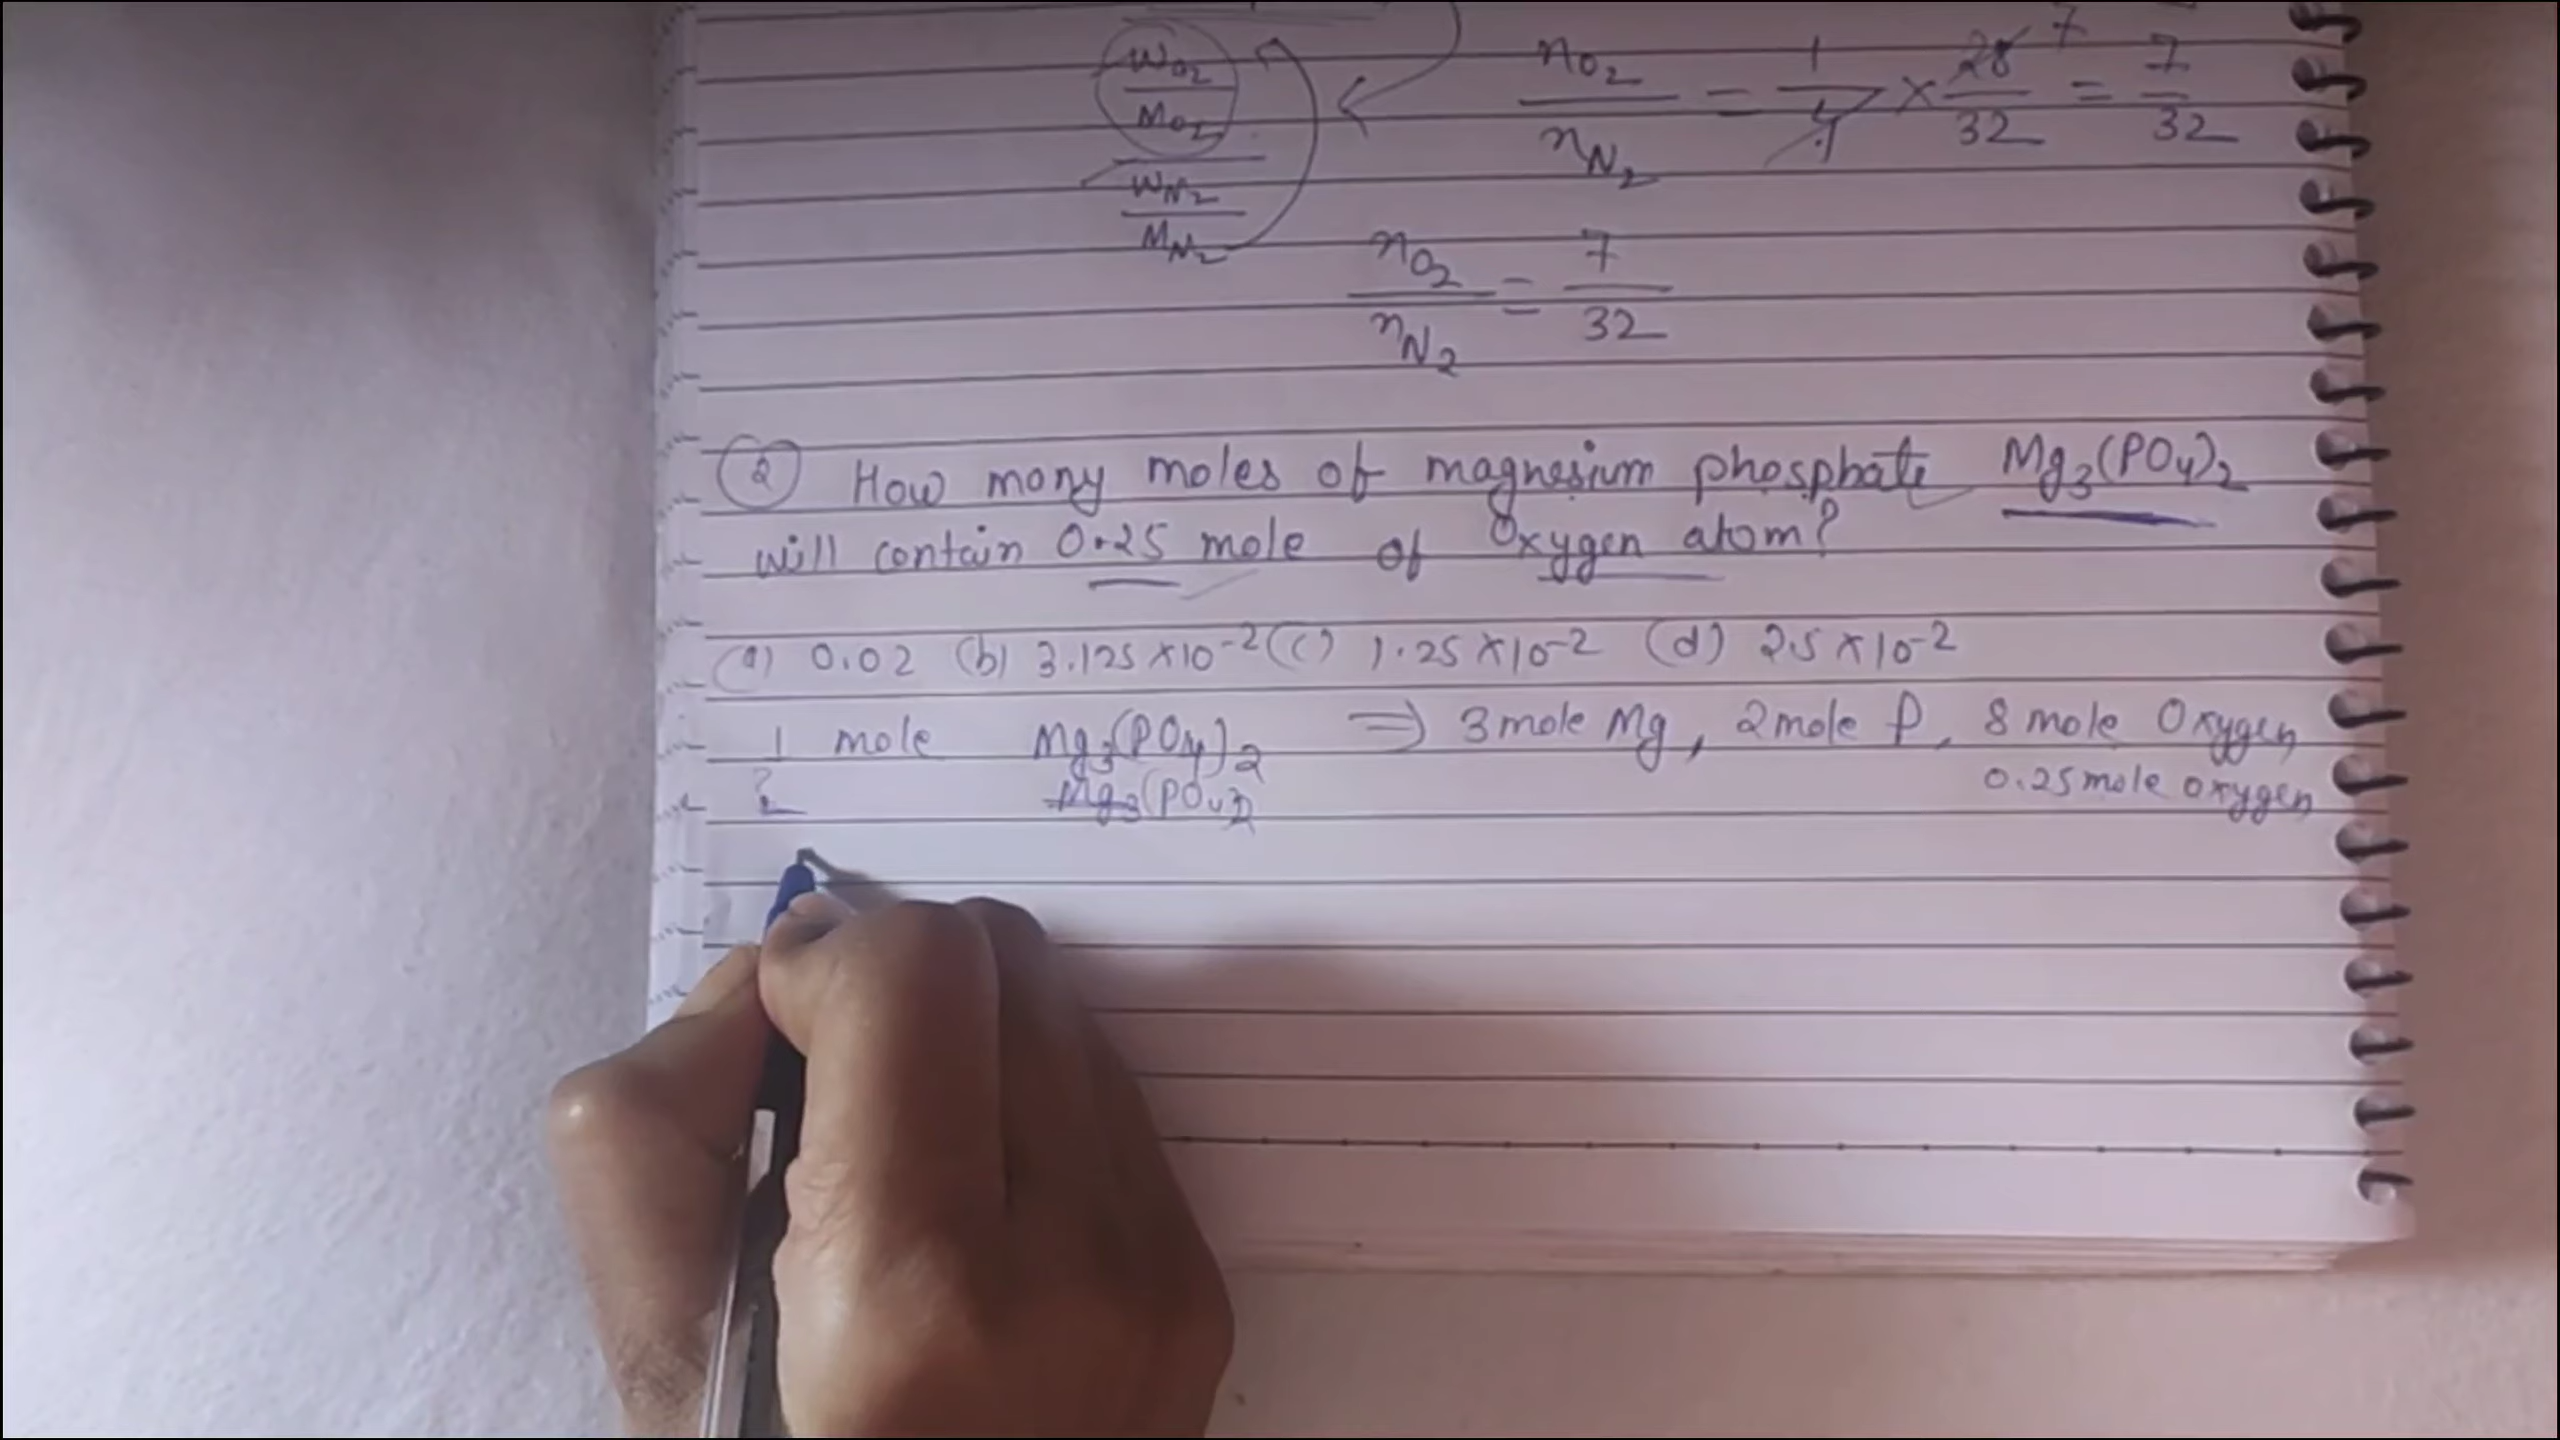 wO2 / MO2
wN2 / MN2
nO2 / nN2 = 1/4 × 28/32 = 7/32
7
nO2 / nN2 = 7/32
(2) How many moles of magnesium phosphate Mg3(PO4)2
will contain 0.25 mole of Oxygen atom?
(a) 0.02 (b) 3.125 × 10-2 (c) 1.25 × 10-2 (d) 2.5 × 10-2
1 mole Mg3(PO4)2 ⇒ 3 mole Mg, 2 mole P, 8 mole Oxygen
? Mg3(PO4)2 0.25 mole oxygen